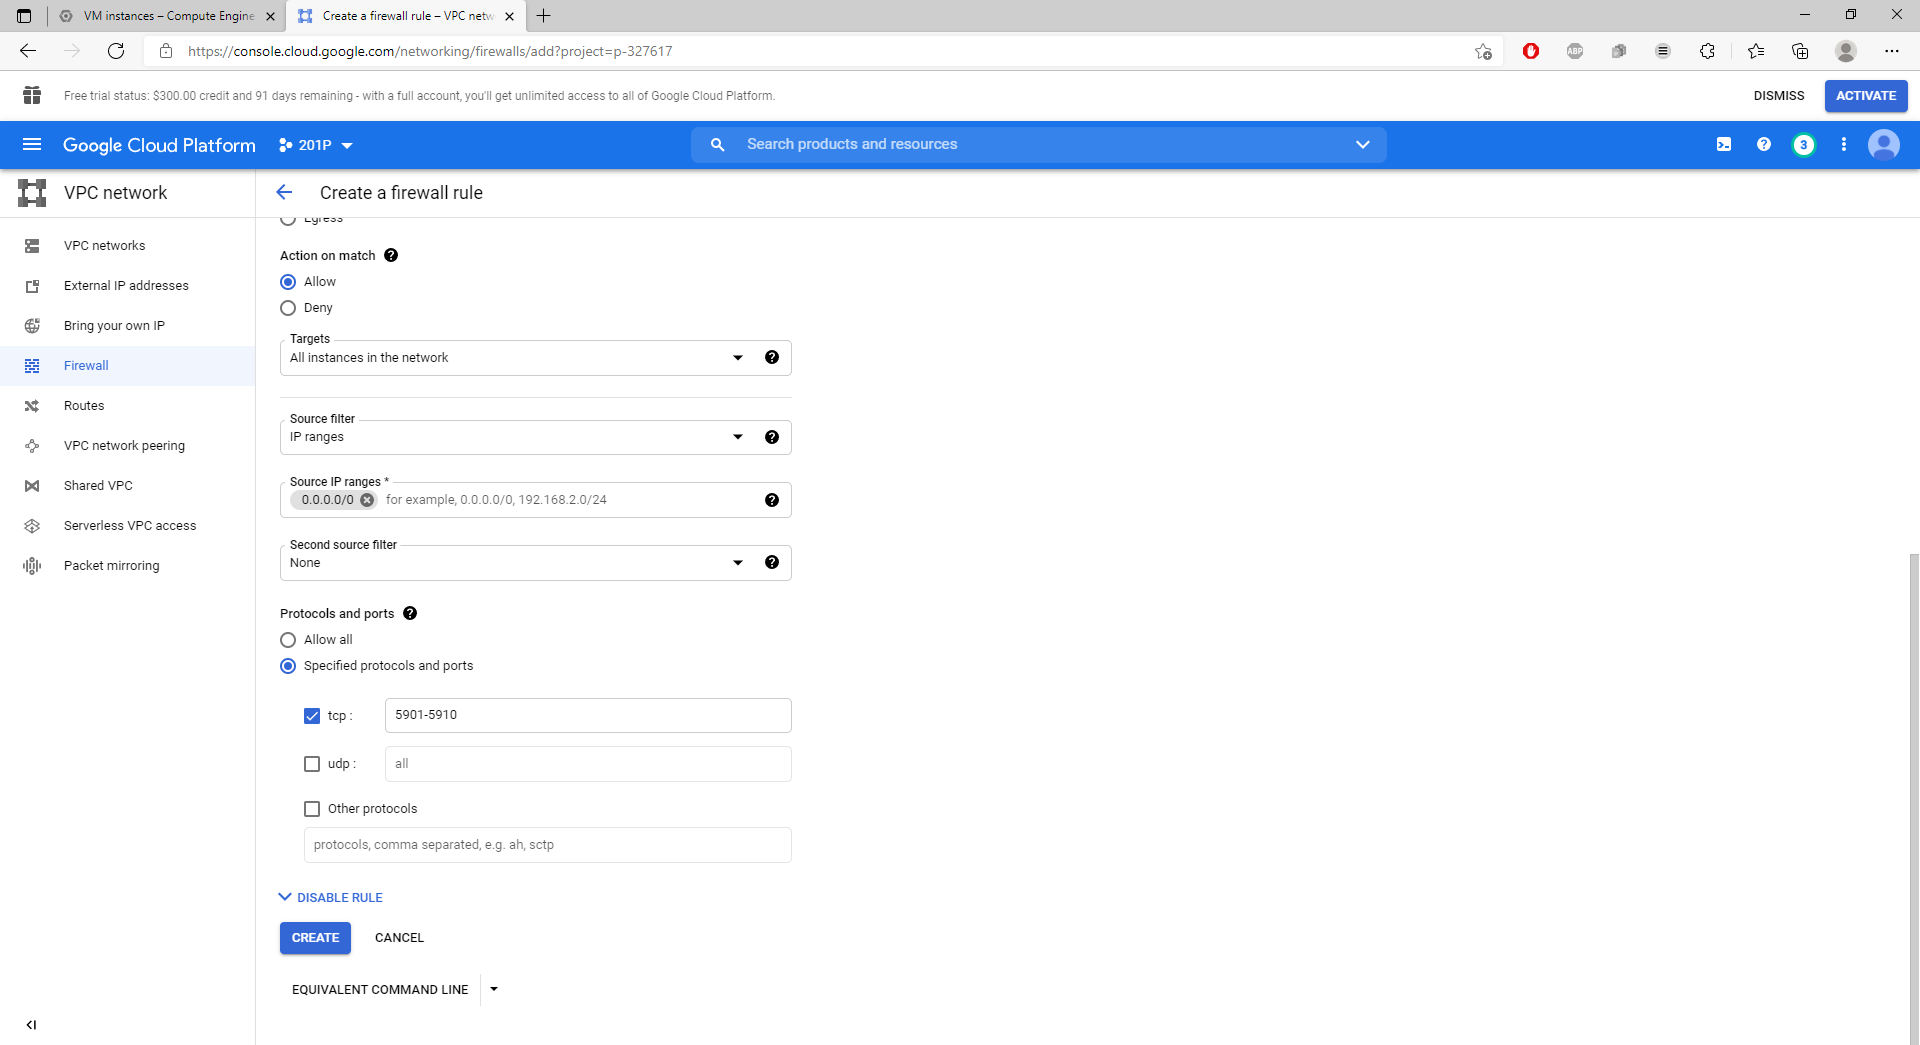 VM instances – Compute Engine
Create a firewall rule – VPC netw
https://console.cloud.google.com/networking/firewalls/add?project=p-327617
ABP
Free trial status: $300.00 credit and 91 days remaining - with a full account, you'll get unlimited access to all of Google Cloud Platform.
DISMISS
ACTIVATE
Google Cloud Platform
201P
Search products and resources
3
VPC network
Create a firewall rule
VPC networks
External IP addresses
Bring your own IP
Firewall
Routes
VPC network peering
Shared VPC
Serverless VPC access
Packet mirroring
Egress
Action on match
Allow
Deny
Targets
All instances in the network
Source filter
IP ranges
Source IP ranges *
0.0.0.0/0 for example, 0.0.0.0/0, 192.168.2.0/24
Second source filter
None
Protocols and ports
Allow all
Specified protocols and ports
tcp : 5901-5910
udp : all
Other protocols
protocols, comma separated, e.g. ah, sctp
DISABLE RULE
CREATE
CANCEL
EQUIVALENT COMMAND LINE